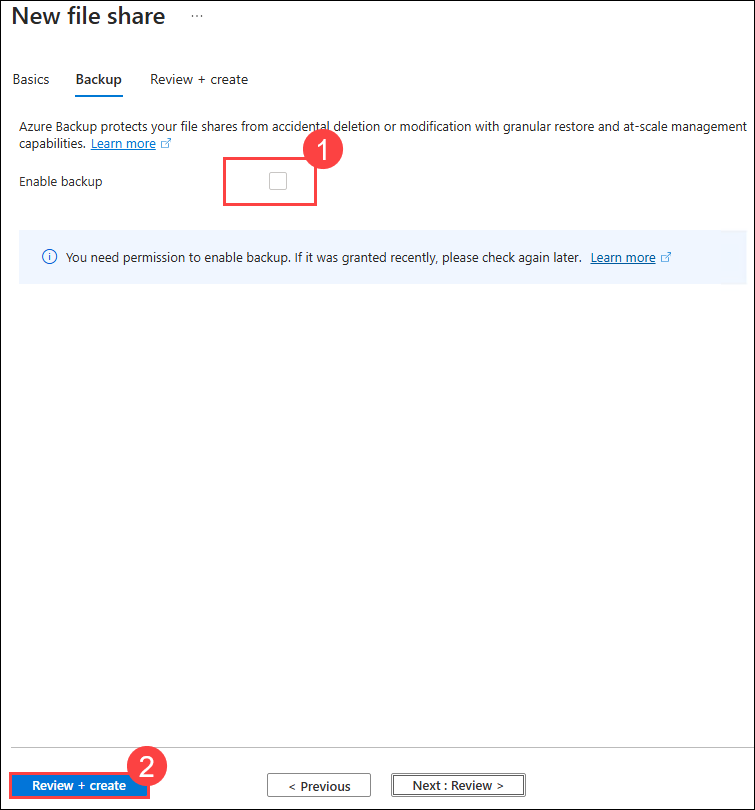 New file share ...
Basics Backup Review + create
Azure Backup protects your file shares from accidental deletion or modification with granular restore and at-scale management
capabilities. Learn more
1
Enable backup
You need permission to enable backup. If it was granted recently, please check again later. Learn more
2
Review + create < Previous Next : Review >